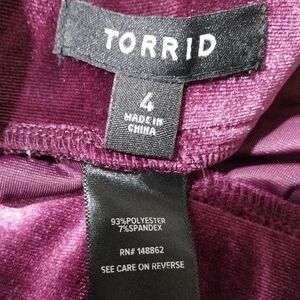 TORRID
4
MADE IN
CHINA
93%POLYESTER
7%SPANDEX
RN# 148862
SEE CARE ON REVERSE